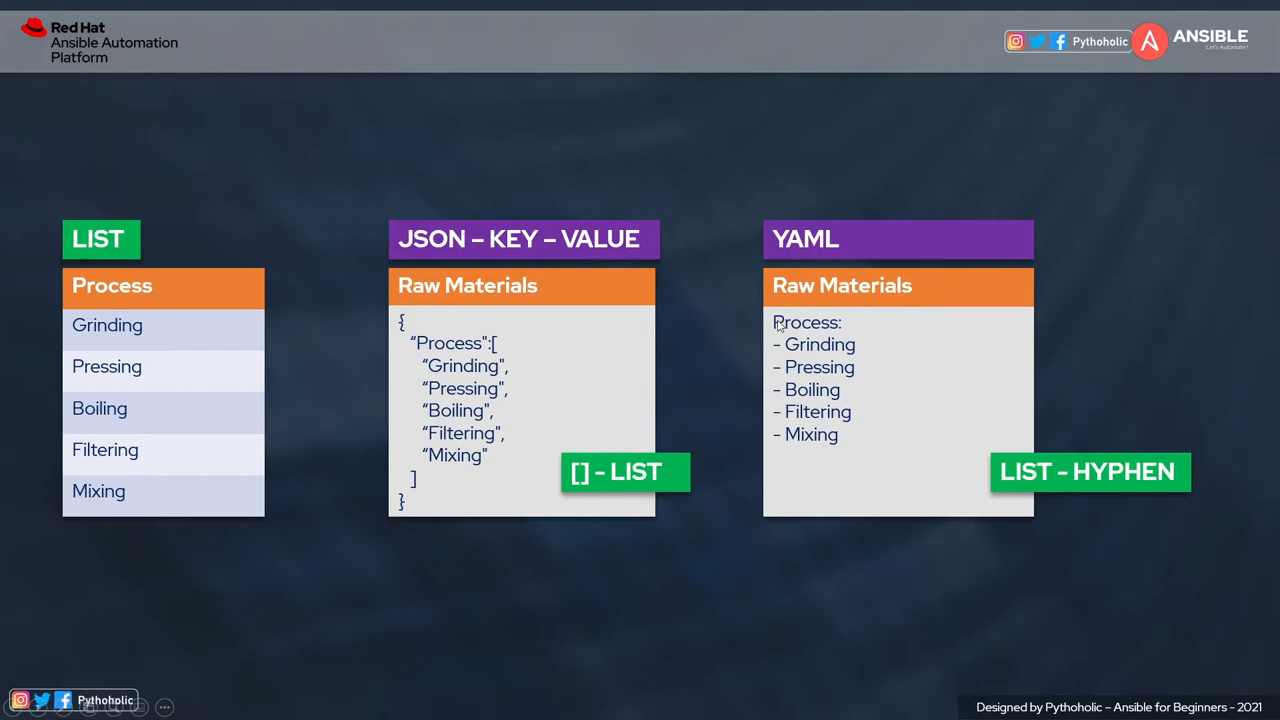 Red Hat
Ansible Automation
Platform
Pythoholic
A ANSIBLE
Let's Automate!
LIST
Process
Grinding
Pressing
Boiling
Filtering
Mixing
JSON – KEY – VALUE
Raw Materials
{
“Process":[
“Grinding",
“Pressing",
“Boiling",
“Filtering",
“Mixing"
]
}
[] - LIST
YAML
Raw Materials
Process:
- Grinding
- Pressing
- Boiling
- Filtering
- Mixing
LIST - HYPHEN
Pythoholic
Designed by Pythoholic – Ansible for Beginners - 2021